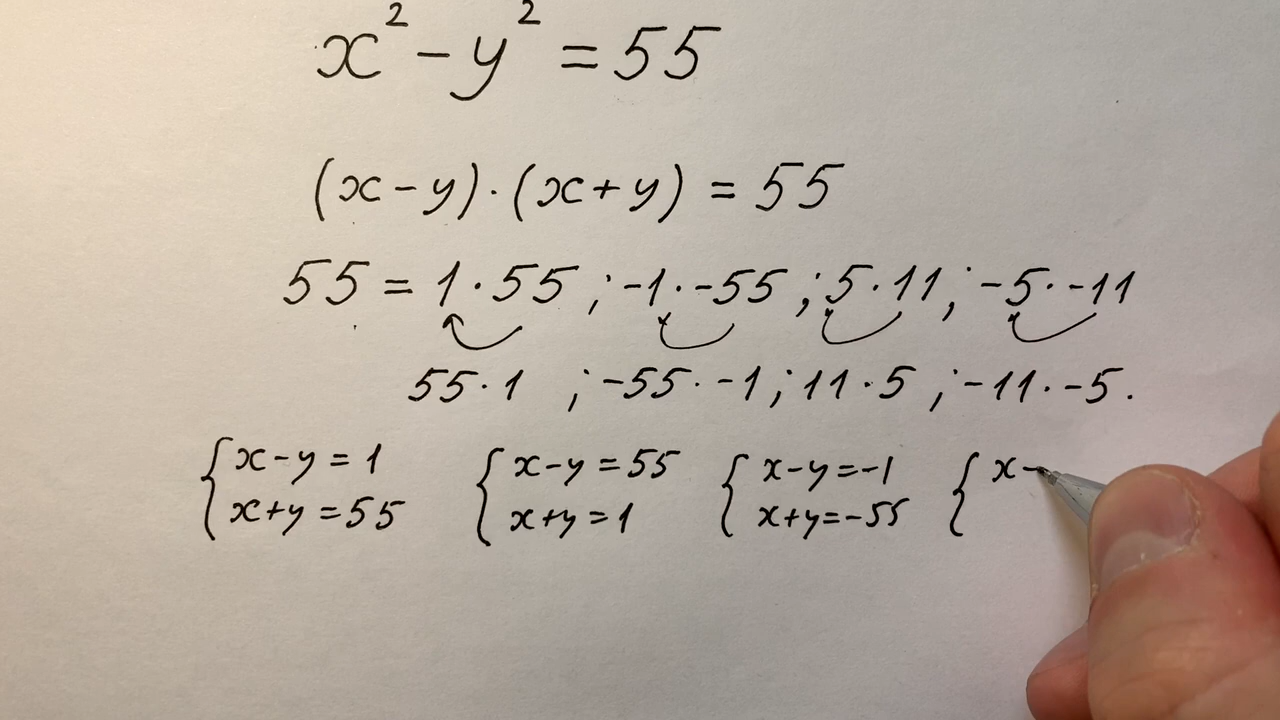 x² - y² = 55
(x - y) · (x + y) = 55
55 = 1 · 55 ; -1 · -55 ; 5 · 11 ; -5 · -11
55 · 1 ; -55 · -1 ; 11 · 5 ; -11 · -5 .
{ x - y = 1 { x - y = 55 { x - y = -1 { x -
x + y = 55 x + y = 1 x + y = -55